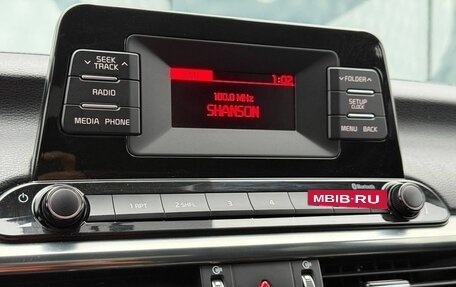 SEEK
TRACK
RADIO
MEDIA PHONE
1:02
100.0 MHz
SHANSON
FOLDER
SETUP
CLOCK
MENU BACK
Bluetooth
1 RPT
2 SHFL
3
4
MBIB-RU